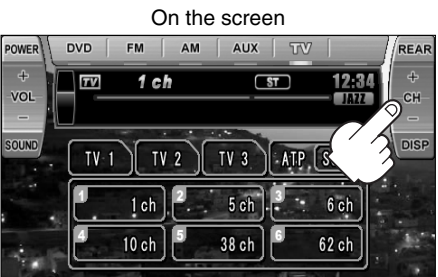 On the screen
POWER DVD FM AM AUX TV REAR
TV 1 ch ST 12:34
+ VOL − JAZZ + CH −
SOUND DISP
TV 1 TV 2 TV 3 ATP S
1 1 ch 2 5 ch 3 6 ch
4 10 ch 5 38 ch 6 62 ch